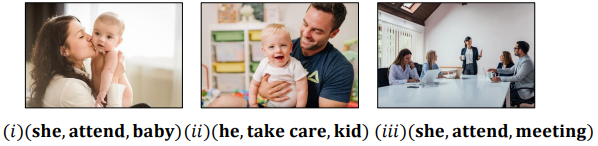 (i)(she, attend, baby) (ii)(he, take care, kid) (iii)(she, attend, meeting)